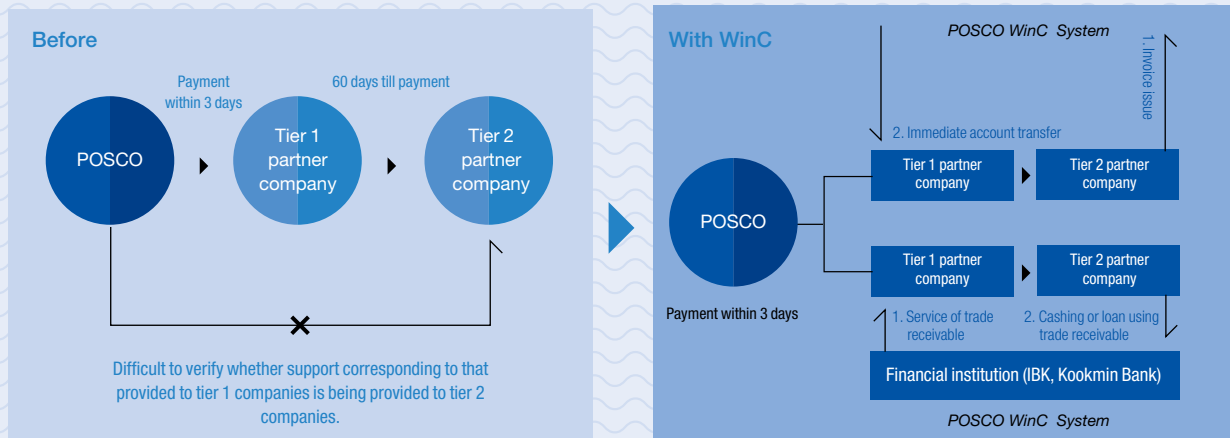 Before
Payment
within 3 days
60 days till payment
POSCO
Tier 1
partner
company
Tier 2
partner
company
Difficult to verify whether support corresponding to that
provided to tier 1 companies is being provided to tier 2
companies.
With WinC
POSCO WinC System
1. Invoice issue
2. Immediate account transfer
Tier 1 partner
company
Tier 2 partner
company
POSCO
Payment within 3 days
Tier 1 partner
company
Tier 2 partner
company
1. Service of trade
receivable
2. Cashing or loan using
trade receivable
Financial institution (IBK, Kookmin Bank)
POSCO WinC System